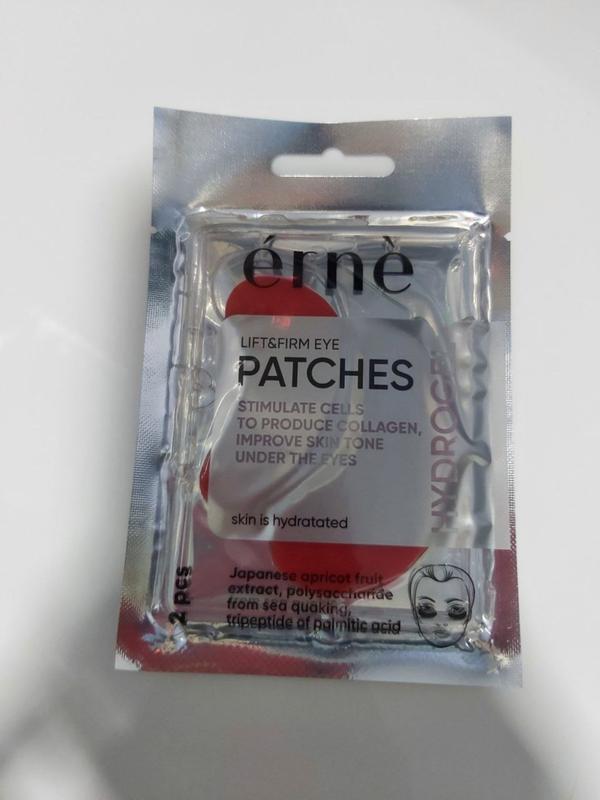 érnè
LIFT&FIRM EYE
PATCHES
STIMULATE CELLS
TO PRODUCE COLLAGEN,
IMPROVE SKIN TONE
UNDER THE EYES
skin is hydratated
Japanese apricot fruit
extract, polysaccharide
from sea quaking,
tripeptide of palmitic acid
2 pcs